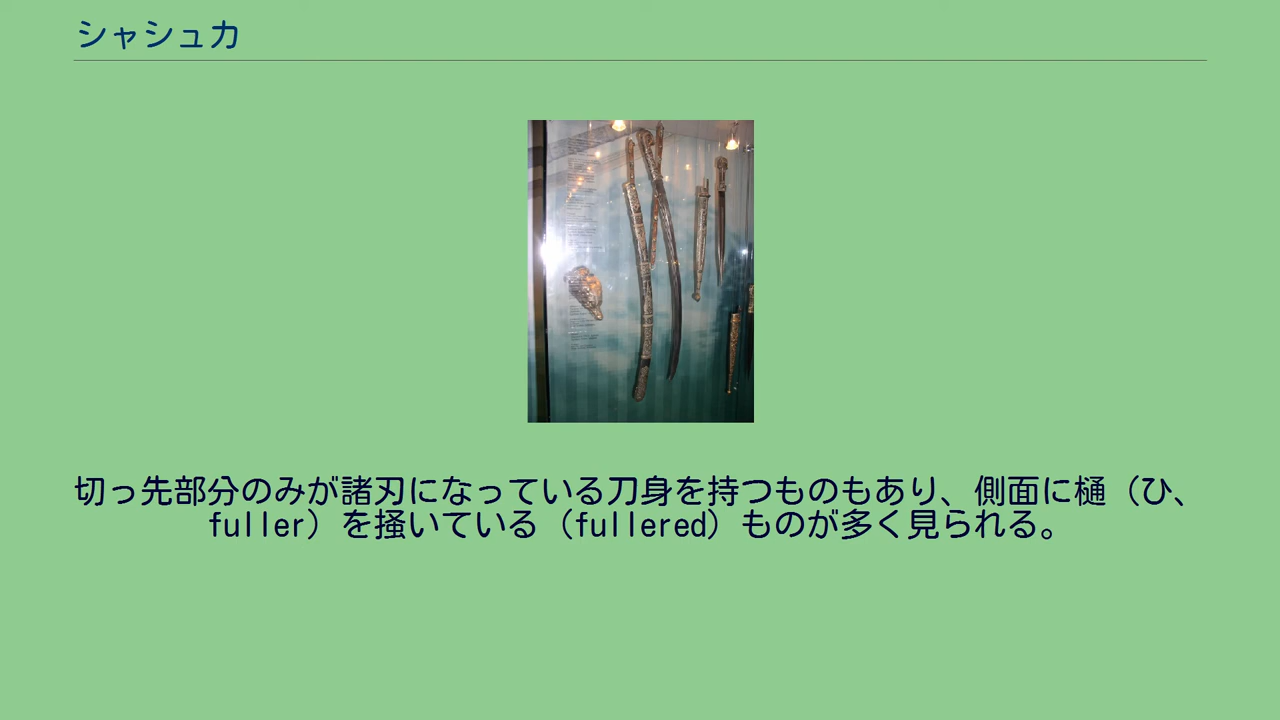 シャシュカ
切っ先部分のみが諸刃になっている刀身を持つものもあり、側面に樋（ひ、
fuller）を掻いている（fullered）ものが多く見られる。